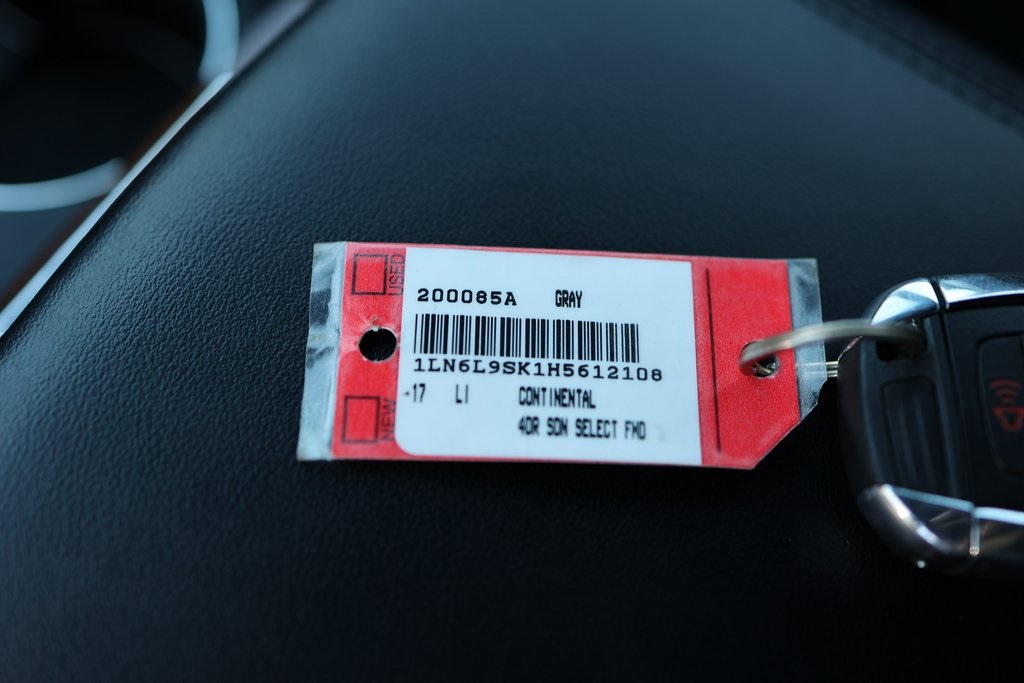 USED
200085A GRAY
1LN6L9SK1H5612108
-17 LI CONTINENTAL
NEW
4DR SDN SELECT FWD